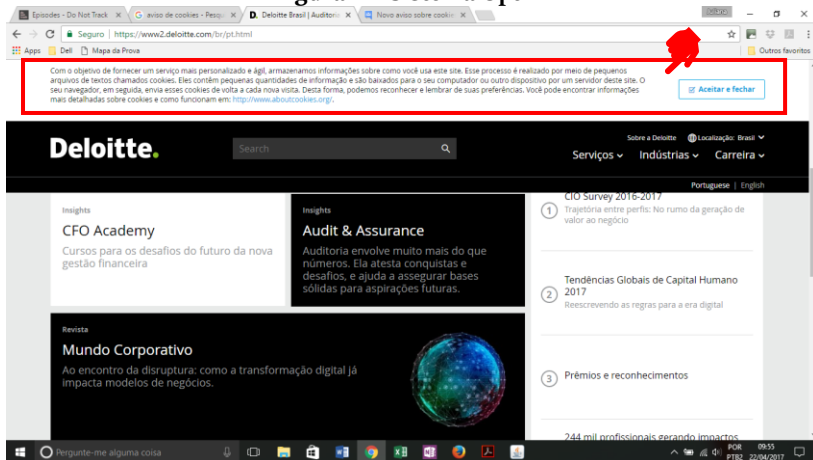 Episodes - Do Not Track
aviso de cookies - Pesqu
Deloitte Brasil | Auditoria
Novo aviso sobre cookie
Seguro | https://www2.deloitte.com/br/pt.html
Apps Dell Mapa da Prova Outros favoritos
Com o objetivo de fornecer um serviço mais personalizado e ágil, armazenamos informações sobre como você usa este site. Esse processo é realizado por meio de pequenos
arquivos de textos chamados cookies. Eles contêm pequenas quantidades de informação e são baixados para o seu computador ou outro dispositivo por um servidor deste site. O
seu navegador, em seguida, envia esses cookies de volta a cada nova visita. Desta forma, podemos reconhecer e lembrar de suas preferências. Você pode encontrar informações
mais detalhadas sobre cookies e como funcionam em: http://www.aboutcookies.org/.
Aceitar e fechar
Sobre a Deloitte Localização: Brasil
Deloitte.
Search
Serviços Indústrias Carreira
Portuguese | English
Insights
CFO Academy
Cursos para os desafios do futuro da nova
gestão financeira
Insights
Audit & Assurance
Auditoria envolve muito mais do que
números. Ela atesta conquistas e
desafios, e ajuda a assegurar bases
sólidas para aspirações futuras.
CIO Survey 2016-2017
1 Trajetória entre perfis: No rumo da geração de
valor ao negócio
Tendências Globais de Capital Humano
2 2017
Reescrevendo as regras para a era digital
Revista
Mundo Corporativo
Ao encontro da disruptura: como a transformação digital já
impacta modelos de negócios.
3 Prêmios e reconhecimentos
244 mil profissionais gerando impactos
Pergunte-me alguma coisa
POR 09:55
PTB2 22/04/2017